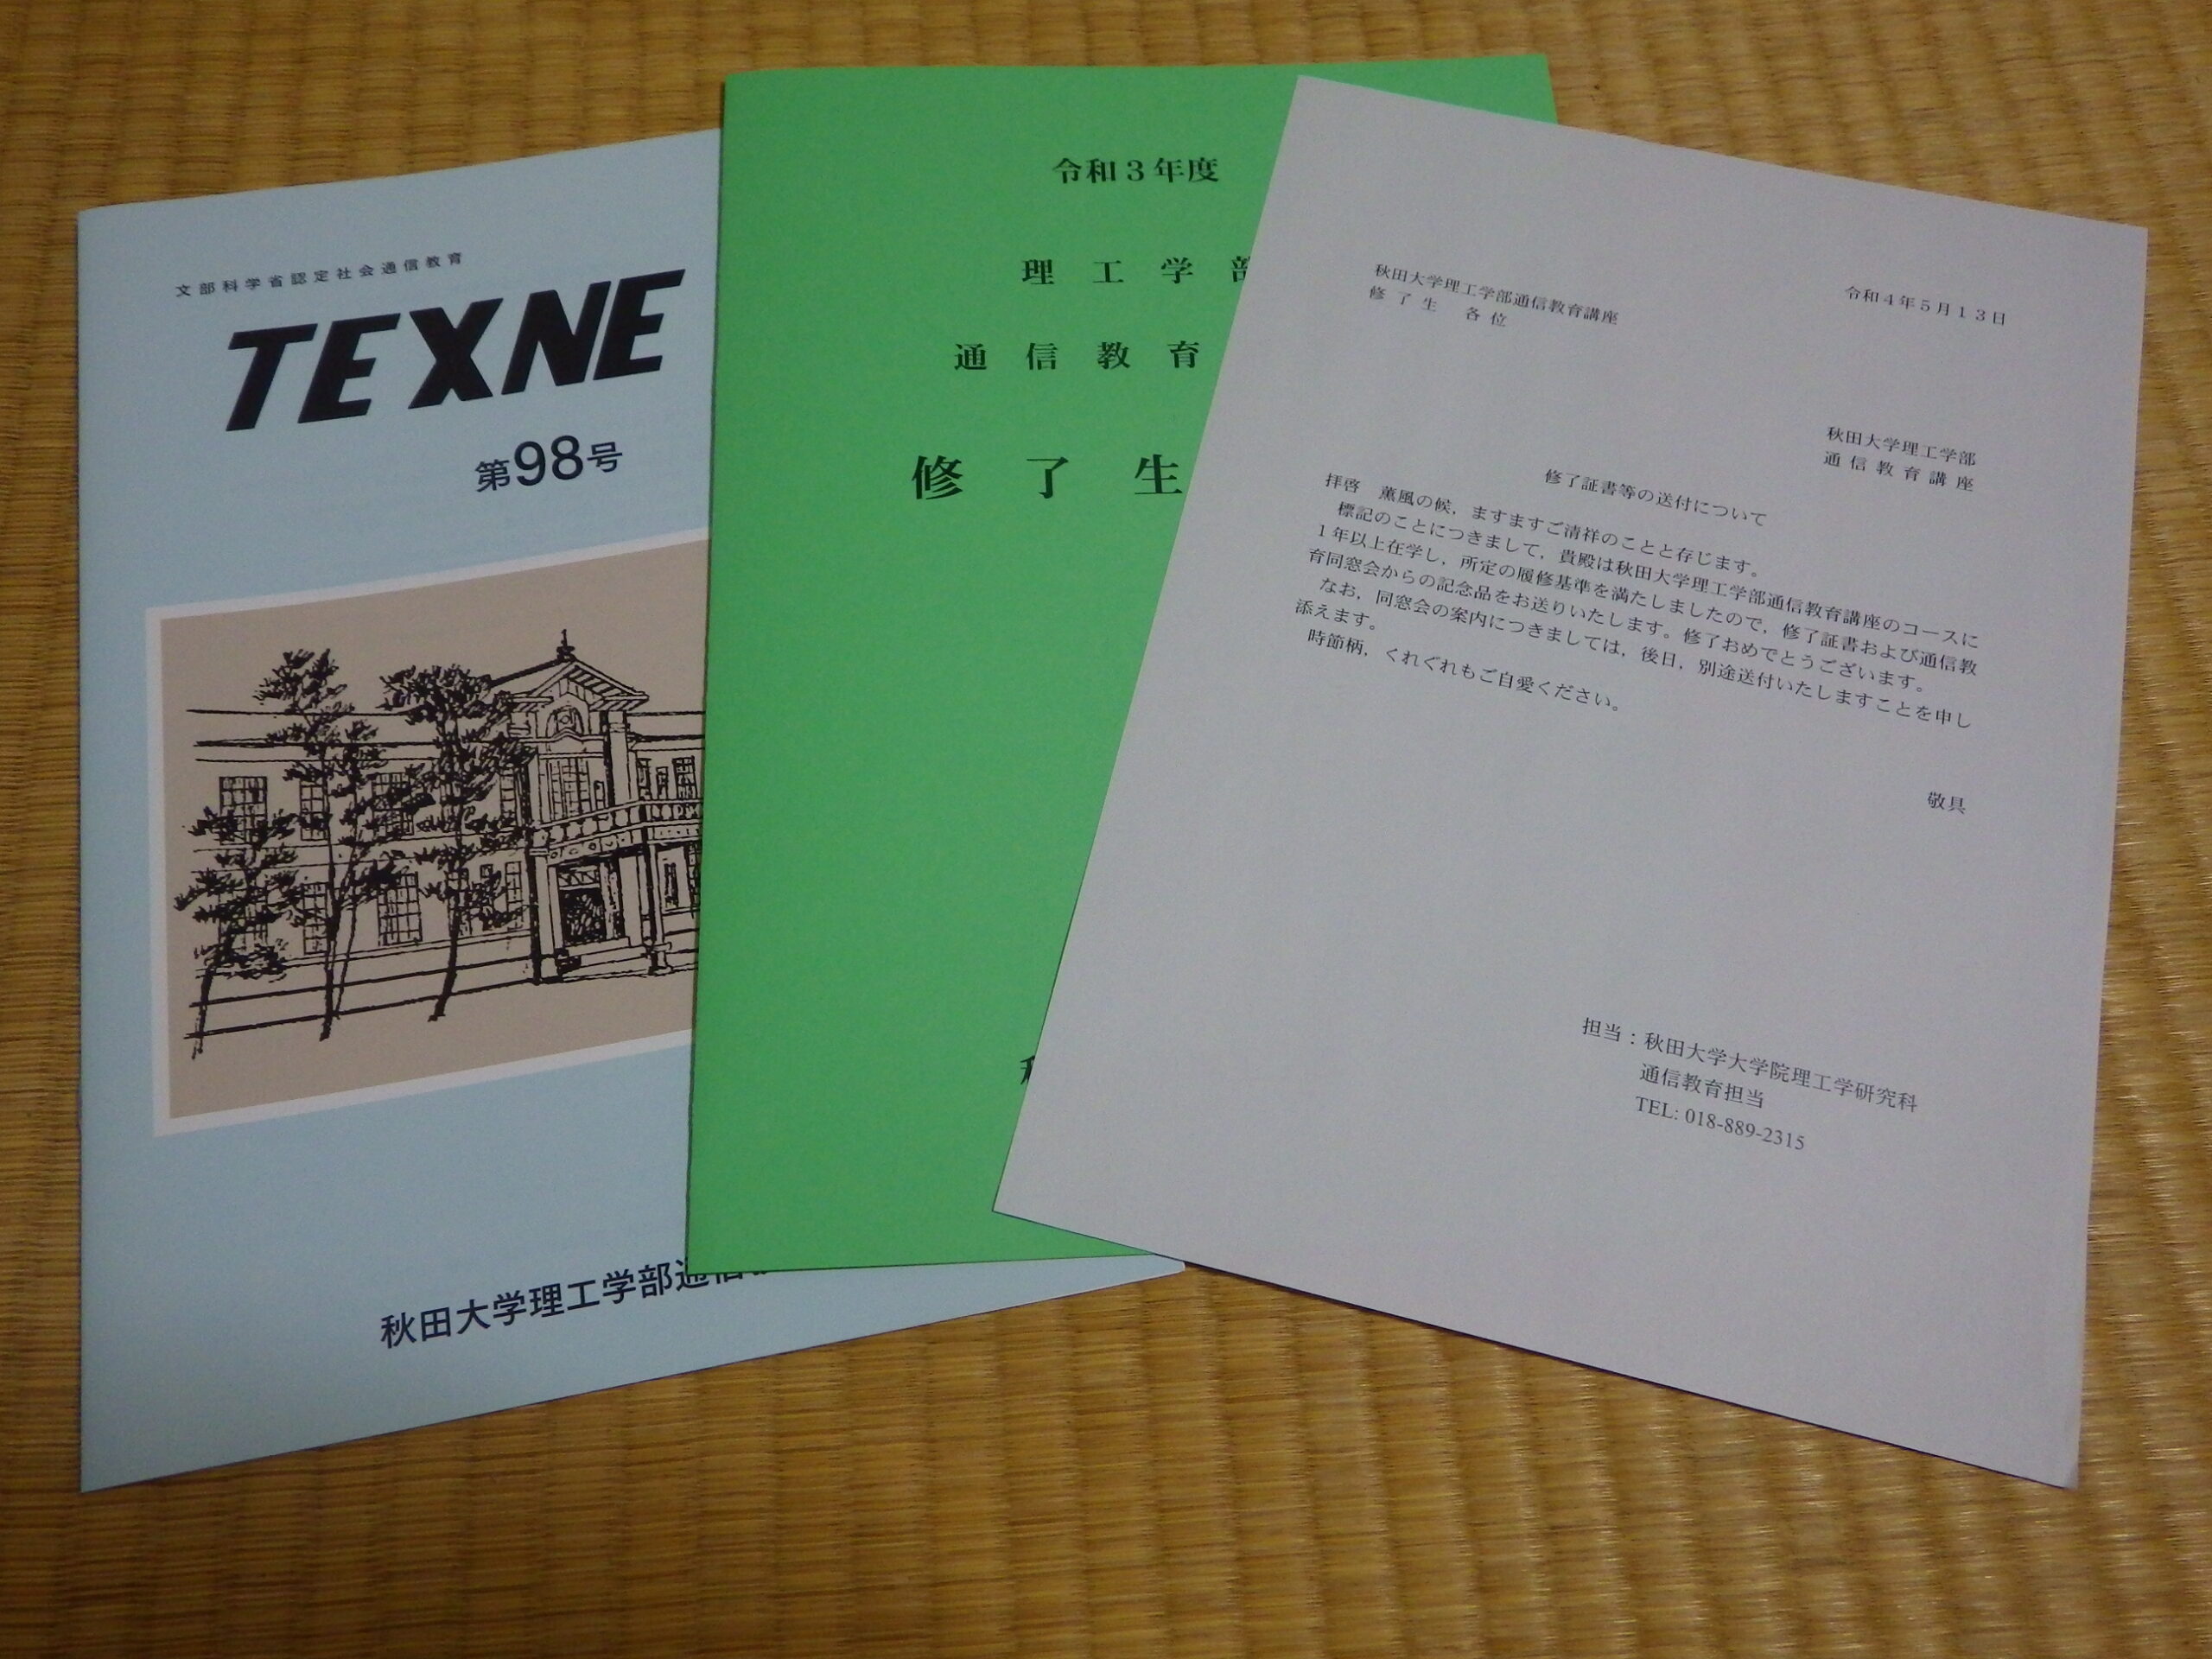 文部科学省認定社会通信教育
TEXNE
第98号
秋田大学理工学部通信
令和3年度
理工学部
通信教育
修了生
令和4年5月13日
秋田大学理工学部通信教育講座
修了生 各位
秋田大学理工学部
通信教育講座
修了証書等の送付について
拝啓 薫風の候，ますますご清祥のことと存じます。
標記のことにつきまして，貴殿は秋田大学理工学部通信教育講座のコースに
1年以上在学し，所定の履修基準を満たしましたので，修了証書および通信教
育同窓会からの記念品をお送りいたします。修了おめでとうございます。
なお，同窓会の案内につきましては，後日，別途送付いたしますことを申し
添えます。
時節柄，くれぐれもご自愛ください。
敬具
担当：秋田大学大学院理工学研究科
通信教育担当
TEL: 018-889-2315